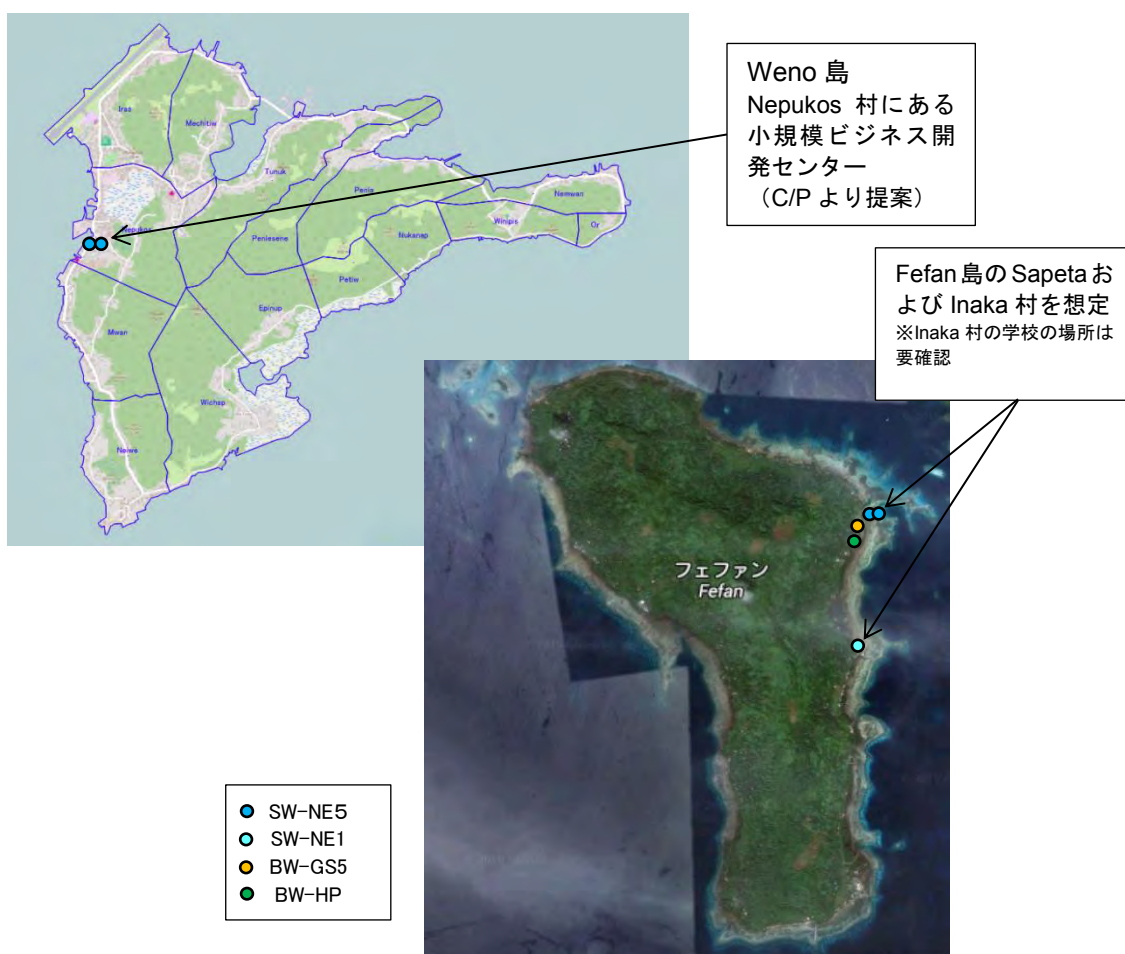 Weno 島
Nepukos 村にある
小規模ビジネス開
発センター
(C/P より提案)
Iras
Mechitiw
Tunuk
Penia
Nemwan
Winipis
Or
Nepukos
Peniesene
Nukanap
Petiw
Epinup
Mwan
Wichap
Neiwe
Fefan 島の Sapeta お
よび Inaka 村を想定
※Inaka 村の学校の場所は
要確認
フェファン
Fefan
SW-NE5
SW-NE1
BW-GS5
BW-HP